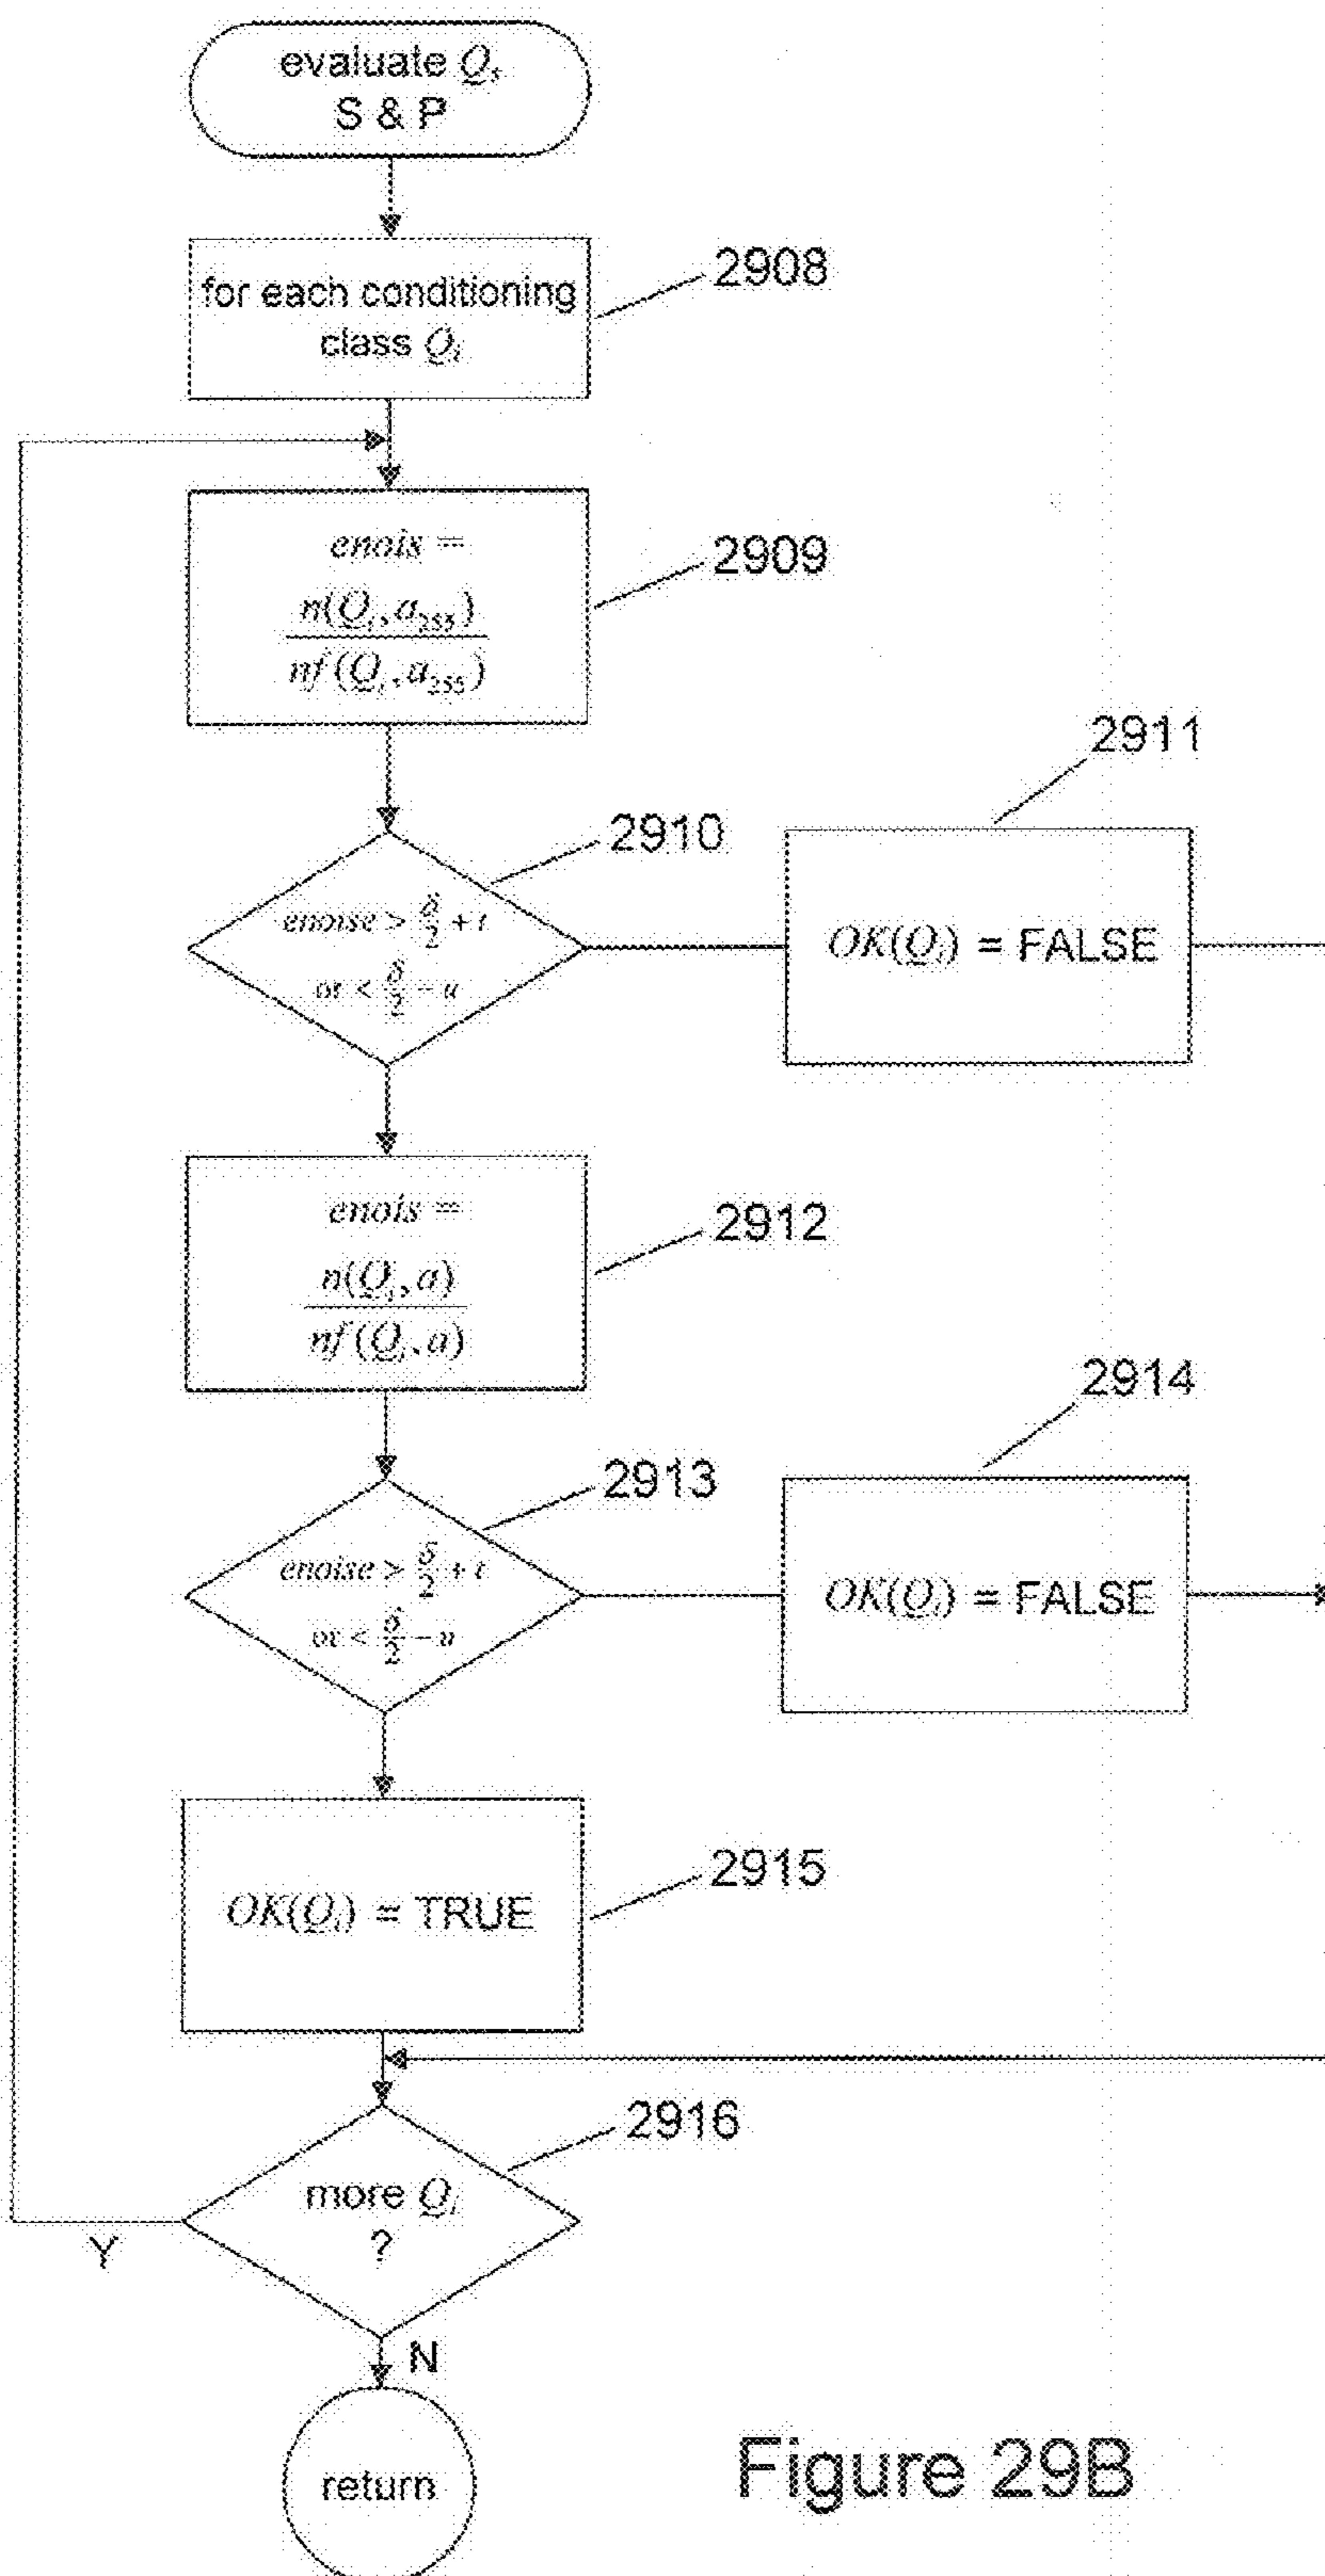 evaluate Qₛ
S & P
for each conditioning
class Qᵢ
2908
enois =
n(Qᵢ, a₂₅₅)
nf(Qᵢ, a₂₅₅)
2909
2910
enoise > δ/2 + t
or < δ/2 − u
2911
OK(Qᵢ) = FALSE
enois =
n(Qᵢ, a)
nf(Qᵢ, a)
2912
2913
enoise > δ/2 + t
or < δ/2 − u
2914
OK(Qᵢ) = FALSE
OK(Qᵢ) = TRUE
2915
2916
more Qᵢ
?
Y
N
return
Figure 29B